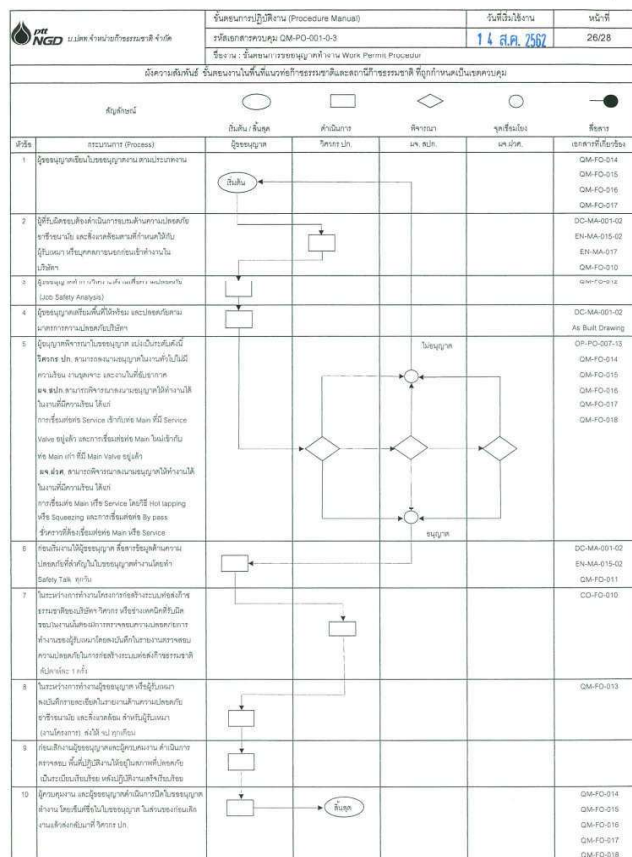 ptt
NGD บ.ปตท.จำหน่ายก๊าซธรรมชาติ จำกัด
ขั้นตอนการปฏิบัติงาน (Procedure Manual)
วันที่เริ่มใช้งาน
หน้าที่
รหัสเอกสารควบคุม QM-PO-001-0-3
1 4 ส.ค. 2562
26/28
ชื่องาน : ขั้นตอนการขออนุญาตทำงาน Work Permit Procedur
ผังความสัมพันธ์ ขั้นตอนงานในพื้นที่แนวท่อก๊าซธรรมชาติและสถานีก๊าซธรรมชาติ ที่ถูกกำหนดเป็นเขตควบคุม
สัญลักษณ์
เริ่มต้น / สิ้นสุด
ดำเนินการ
พิจารณา
จุดเชื่อมโยง
สื่อสาร
หัวข้อ
กระบวนการ (Process)
ผู้ขออนุญาต
วิศวกร ปก.
ผจ. สปก.
ผจ.ฝวศ.
เอกสารที่เกี่ยวข้อง
1
ผู้ขออนุญาตเขียนใบขออนุญาตงาน ตามประเภทงาน
เริ่มต้น
QM-FO-014
QM-FO-015
QM-FO-016
QM-FO-017
2
ผู้ที่รับผิดชอบต้องดำเนินการอบรมด้านความปลอดภัย
อาชีวอนามัย และสิ่งแวดล้อมตามที่กำหนดให้กับ
ผู้รับเหมา หรือบุคคลภายนอกก่อนเข้าทำงานใน
บริษัทฯ
DC-MA-001-02
EN-MA-015-02
EN-MA-017
QM-FO-010
3
(Job Safety Analysis)
QM-FO-012
4
ผู้ขออนุญาตเตรียมพื้นที่ให้พร้อม และปลอดภัยตาม
มาตรการความปลอดภัยบริษัทฯ
DC-MA-001-02
As Built Drawing
5
ผู้อนุญาตพิจารณาใบขออนุญาต แบ่งเป็นระดับดังนี้
วิศวกร ปก. สามารถลงนามอนุญาตในงานทั่วไปไม่มี
ความร้อน งานขุดเจาะ และงานในที่อับอากาศ
ผจ.สปก.สามารถพิจารณาลงนามอนุญาตให้ทำงานได้
ในงานที่มีความร้อน ได้แก่
การเชื่อมต่อท่อ Service เข้ากับท่อ Main ที่มี Service
Valve อยู่แล้ว และการเชื่อมต่อท่อ Main ใหม่เข้ากับ
ท่อ Main เก่า ที่มี Main Valve อยู่แล้ว
ผจ.ฝวศ. สามารถพิจารณาลงนามอนุญาตให้ทำงานได้
ในงานที่มีความร้อน ได้แก่
การเชื่อมต่อ Main หรือ Service โดยวิธี Hot tapping
หรือ Squeezing และการเชื่อมต่อท่อ By pass
ชั่วคราวที่ต้องเชื่อมต่อท่อ Main หรือ Service
ไม่อนุญาต
อนุญาต
OP-PO-007-13
QM-FO-014
QM-FO-015
QM-FO-016
QM-FO-017
QM-FO-018
6
ก่อนเริ่มงานให้ผู้ขออนุญาต สื่อสารข้อมูลด้านความ
ปลอดภัยที่สำคัญในใบขออนุญาตทำงานโดยทำ
Safety Talk ทุกวัน
DC-MA-001-02
EN-MA-015-02
QM-FO-011
7
ในระหว่างการทำงานโครงการก่อสร้างระบบท่อส่งก๊าซ
ธรรมชาติของบริษัทฯ วิศวกร หรือช่างเทคนิคที่รับผิด
ชอบในงานนั้นต้องมีการตรวจสอบความปลอดภัยการ
ทำงานของผู้รับเหมาโดยลงบันทึกในรายงานตรวจสอบ
ความปลอดภัยในการก่อสร้างระบบท่อส่งก๊าซธรรมชาติ
สัปดาห์ละ 1 ครั้ง
CO-FO-010
8
ในระหว่างการทำงานผู้ขออนุญาต หรือผู้รับเหมา
ลงบันทึกรายละเอียดในรายงานด้านความปลอดภัย
อาชีวอนามัย และสิ่งแวดล้อม สำหรับผู้รับเหมา
(งานโครงการ) ส่งให้ จป ทุกเดือน
QM-FO-013
9
ก่อนเลิกงานผู้ขออนุญาตและผู้ควบคุมงาน ดำเนินการ
ตรวจสอบ พื้นที่ปฏิบัติงานให้อยู่ในสภาพที่ปลอดภัย
เป็นระเบียบเรียบร้อย หลังปฏิบัติงานเสร็จเรียบร้อย
10
ผู้ควบคุมงาน และผู้ขออนุญาตดำเนินการปิดใบขออนุญาต
ทำงาน โดยเซ็นต์ชื่อในใบขออนุญาต ในส่วนของก่อนเลิก
งานแล้วส่งกลับมาที่ วิศวกร ปก.
สิ้นสุด
QM-FO-014
QM-FO-015
QM-FO-016
QM-FO-017
QM-FO-018